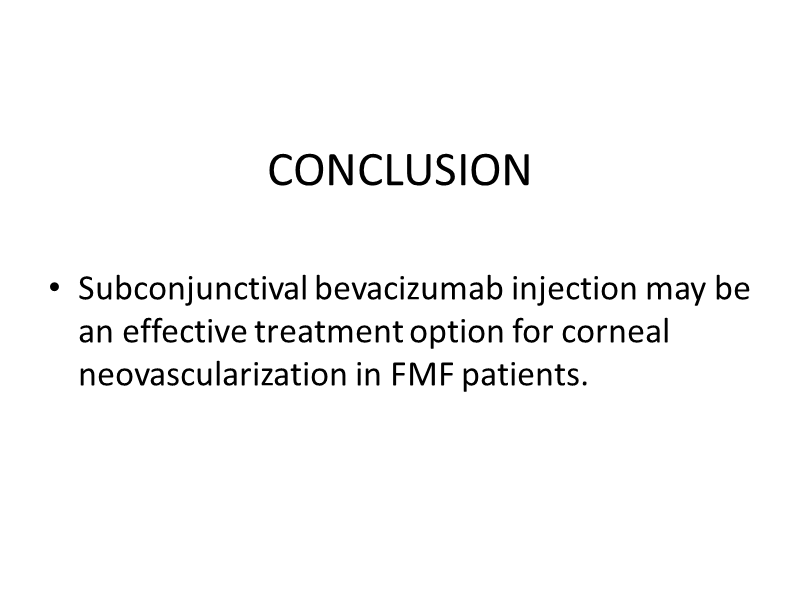 CONCLUSION
• Subconjunctival bevacizumab injection may be
an effective treatment option for corneal
neovascularization in FMF patients.